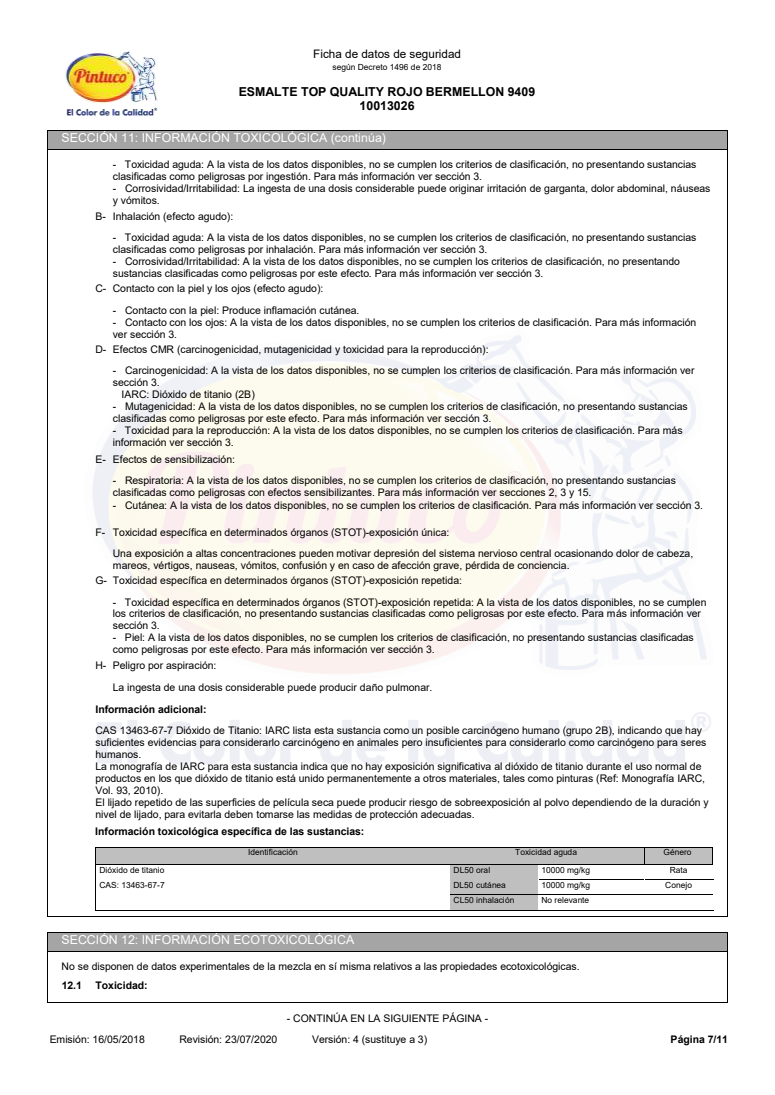 Pintuco
®
El Color de la Calidad®
Ficha de datos de seguridad
según Decreto 1496 de 2018
ESMALTE TOP QUALITY ROJO BERMELLON 9409
10013026
SECCIÓN 11: INFORMACIÓN TOXICOLÓGICA (continúa)
- Toxicidad aguda: A la vista de los datos disponibles, no se cumplen los criterios de clasificación, no presentando sustancias
clasificadas como peligrosas por ingestión. Para más información ver sección 3.
- Corrosividad/Irritabilidad: La ingesta de una dosis considerable puede originar irritación de garganta, dolor abdominal, náuseas
y vómitos.
B- Inhalación (efecto agudo):
- Toxicidad aguda: A la vista de los datos disponibles, no se cumplen los criterios de clasificación, no presentando sustancias
clasificadas como peligrosas por inhalación. Para más información ver sección 3.
- Corrosividad/Irritabilidad: A la vista de los datos disponibles, no se cumplen los criterios de clasificación, no presentando
sustancias clasificadas como peligrosas por este efecto. Para más información ver sección 3.
C- Contacto con la piel y los ojos (efecto agudo):
- Contacto con la piel: Produce inflamación cutánea.
- Contacto con los ojos: A la vista de los datos disponibles, no se cumplen los criterios de clasificación. Para más información
ver sección 3.
D- Efectos CMR (carcinogenicidad, mutagenicidad y toxicidad para la reproducción):
- Carcinogenicidad: A la vista de los datos disponibles, no se cumplen los criterios de clasificación. Para más información ver
sección 3.
IARC: Dióxido de titanio (2B)
- Mutagenicidad: A la vista de los datos disponibles, no se cumplen los criterios de clasificación, no presentando sustancias
clasificadas como peligrosas por este efecto. Para más información ver sección 3.
- Toxicidad para la reproducción: A la vista de los datos disponibles, no se cumplen los criterios de clasificación. Para más
información ver sección 3.
E- Efectos de sensibilización:
- Respiratoria: A la vista de los datos disponibles, no se cumplen los criterios de clasificación, no presentando sustancias
clasificadas como peligrosas con efectos sensibilizantes. Para más información ver secciones 2, 3 y 15.
- Cutánea: A la vista de los datos disponibles, no se cumplen los criterios de clasificación. Para más información ver sección 3.
F- Toxicidad específica en determinados órganos (STOT)-exposición única:
Una exposición a altas concentraciones pueden motivar depresión del sistema nervioso central ocasionando dolor de cabeza,
mareos, vértigos, nauseas, vómitos, confusión y en caso de afección grave, pérdida de conciencia.
G- Toxicidad específica en determinados órganos (STOT)-exposición repetida:
- Toxicidad específica en determinados órganos (STOT)-exposición repetida: A la vista de los datos disponibles, no se cumplen
los criterios de clasificación, no presentando sustancias clasificadas como peligrosas por este efecto. Para más información ver
sección 3.
- Piel: A la vista de los datos disponibles, no se cumplen los criterios de clasificación, no presentando sustancias clasificadas
como peligrosas por este efecto. Para más información ver sección 3.
H- Peligro por aspiración:
La ingesta de una dosis considerable puede producir daño pulmonar.
Información adicional:
CAS 13463-67-7 Dióxido de Titanio: IARC lista esta sustancia como un posible carcinógeno humano (grupo 2B), indicando que hay
suficientes evidencias para considerarlo carcinógeno en animales pero insuficientes para considerarlo como carcinógeno para seres
humanos.
La monografía de IARC para esta sustancia indica que no hay exposición significativa al dióxido de titanio durante el uso normal de
productos en los que dióxido de titanio está unido permanentemente a otros materiales, tales como pinturas (Ref: Monografía IARC,
Vol. 93, 2010).
El lijado repetido de las superficies de película seca puede producir riesgo de sobreexposición al polvo dependiendo de la duración y
nivel de lijado, para evitarla deben tomarse las medidas de protección adecuadas.
Información toxicológica específica de las sustancias:
Identificación Toxicidad aguda Género
Dióxido de titanio DL50 oral 10000 mg/kg Rata
CAS: 13463-67-7 DL50 cutánea 10000 mg/kg Conejo
CL50 inhalación No relevante
SECCIÓN 12: INFORMACIÓN ECOTOXICOLÓGICA
No se disponen de datos experimentales de la mezcla en sí misma relativos a las propiedades ecotoxicológicas.
12.1 Toxicidad:
- CONTINÚA EN LA SIGUIENTE PÁGINA -
Emisión: 16/05/2018 Revisión: 23/07/2020 Versión: 4 (sustituye a 3) Página 7/11